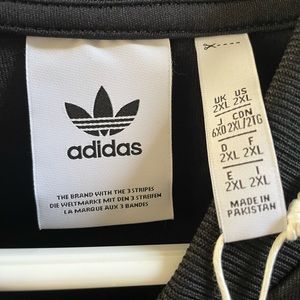 adidas
THE BRAND WITH THE 3 STRIPES
DIE WELTMARKE MIT DEN 3 STREIFEN
LA MARQUE AUX 3 BANDES
UK US
2XL 2XL
J CDN
6XO 2XL/2TG
D F
2XL 2XL
E I
2XL 2XL
MADE IN
PAKISTAN